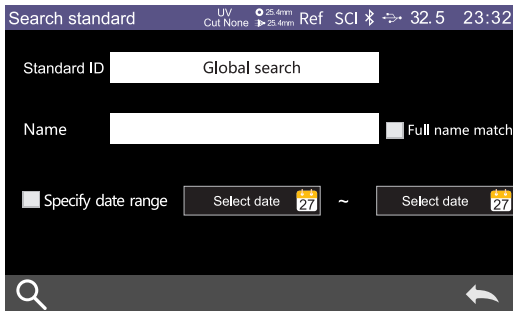 Search standard UV Cut None 25.4mm 25.4mm Ref SCI 32.5 23:32
Standard ID Global search
Name Full name match
Specify date range Select date 27 ~ Select date 27